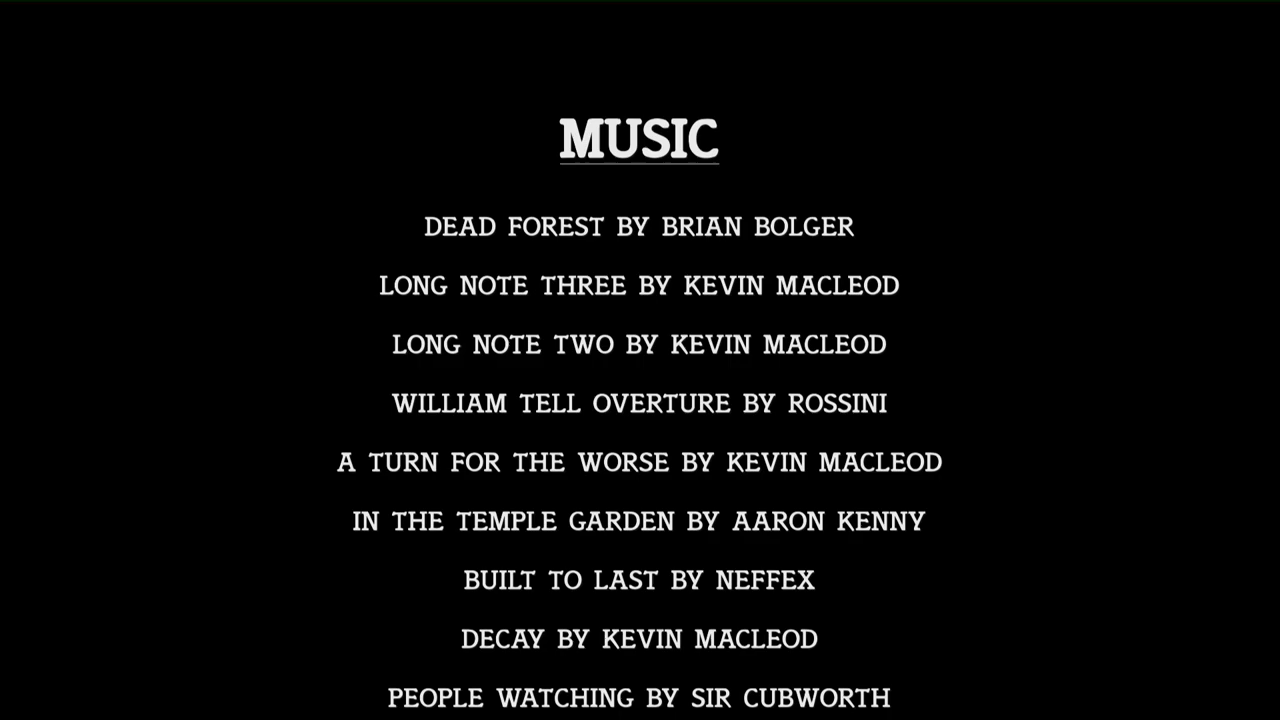 MUSIC
DEAD FOREST BY BRIAN BOLGER
LONG NOTE THREE BY KEVIN MACLEOD
LONG NOTE TWO BY KEVIN MACLEOD
WILLIAM TELL OVERTURE BY ROSSINI
A TURN FOR THE WORSE BY KEVIN MACLEOD
IN THE TEMPLE GARDEN BY AARON KENNY
BUILT TO LAST BY NEFFEX
DECAY BY KEVIN MACLEOD
PEOPLE WATCHING BY SIR CUBWORTH